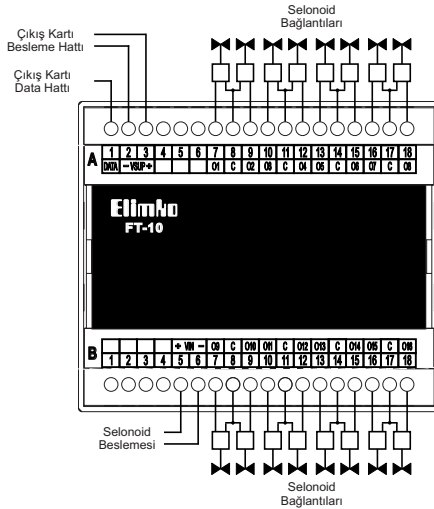 Selonoid
Bağlantıları
Çıkış Kartı
Besleme Hattı
Çıkış Kartı
Data Hattı
A
1 2 3 4 5 6 7 8 9 10 11 12 13 14 15 16 17 18
DATA − VSUP + O1 C O2 O3 C O4 O5 C O6 O7 C O8
Elimko
FT-10
B
+ VIN − O9 C O10 O11 C O12 O13 C O14 O15 C O16
1 2 3 4 5 6 7 8 9 10 11 12 13 14 15 16 17 18
Selonoid
Beslemesi
Selonoid
Bağlantıları